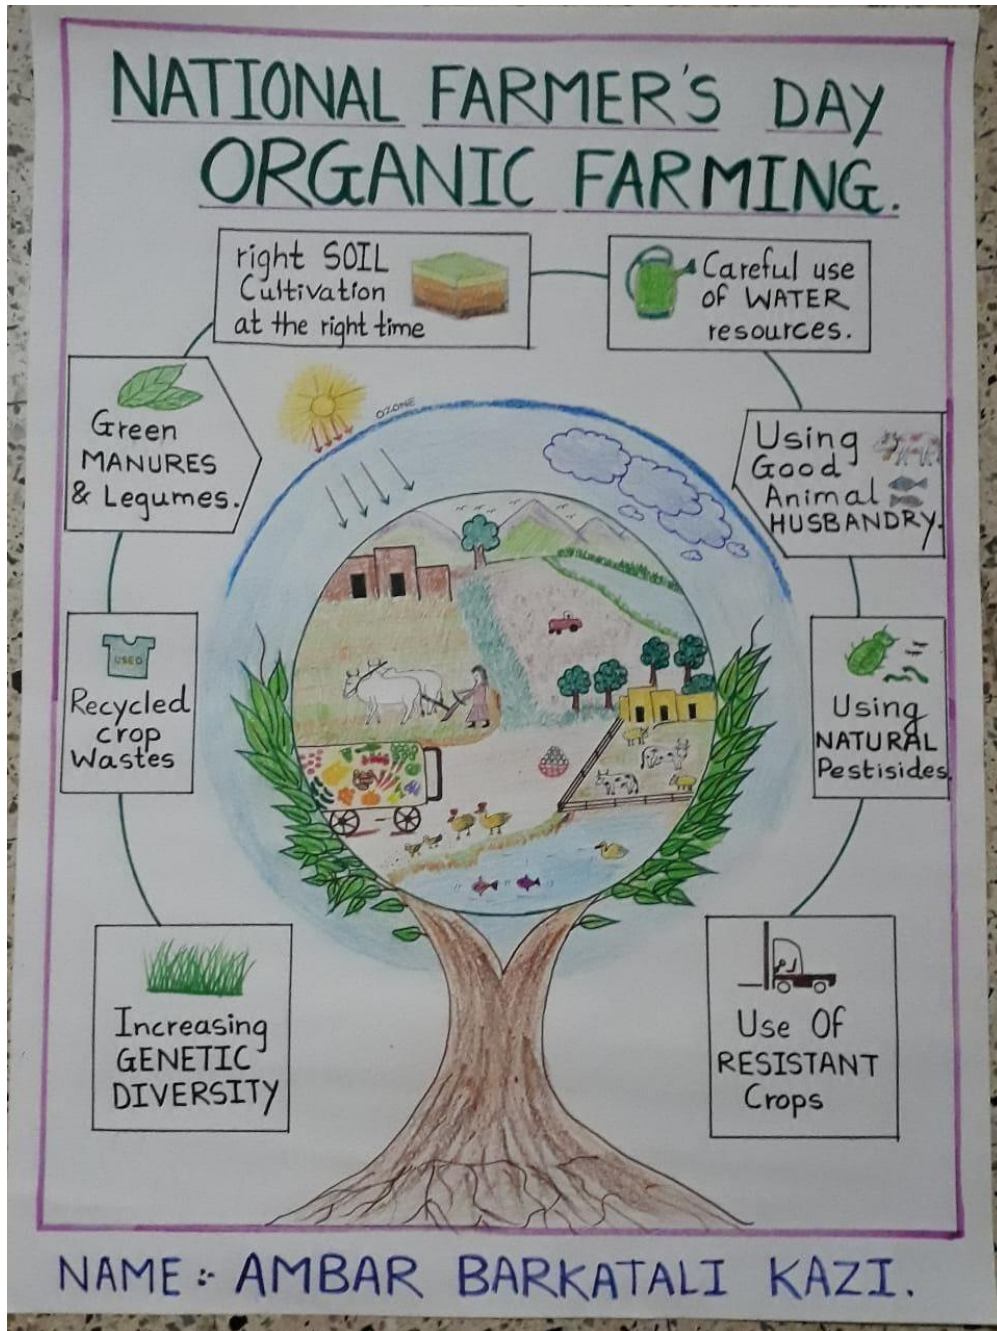 NATIONAL FARMER'S DAY
ORGANIC FARMING.
right SOIL
Cultivation
at the right time
Careful use
OF WATER
resources.
Green
MANURES
& Legumes.
OZONE
Using
Good
Animal
HUSBANDRY.
Recycled
crop
Wastes
USED
Using
NATURAL
Pestisides.
Increasing
GENETIC
DIVERSITY
Use Of
RESISTANT
Crops
NAME :- AMBAR BARKATALI KAZI.